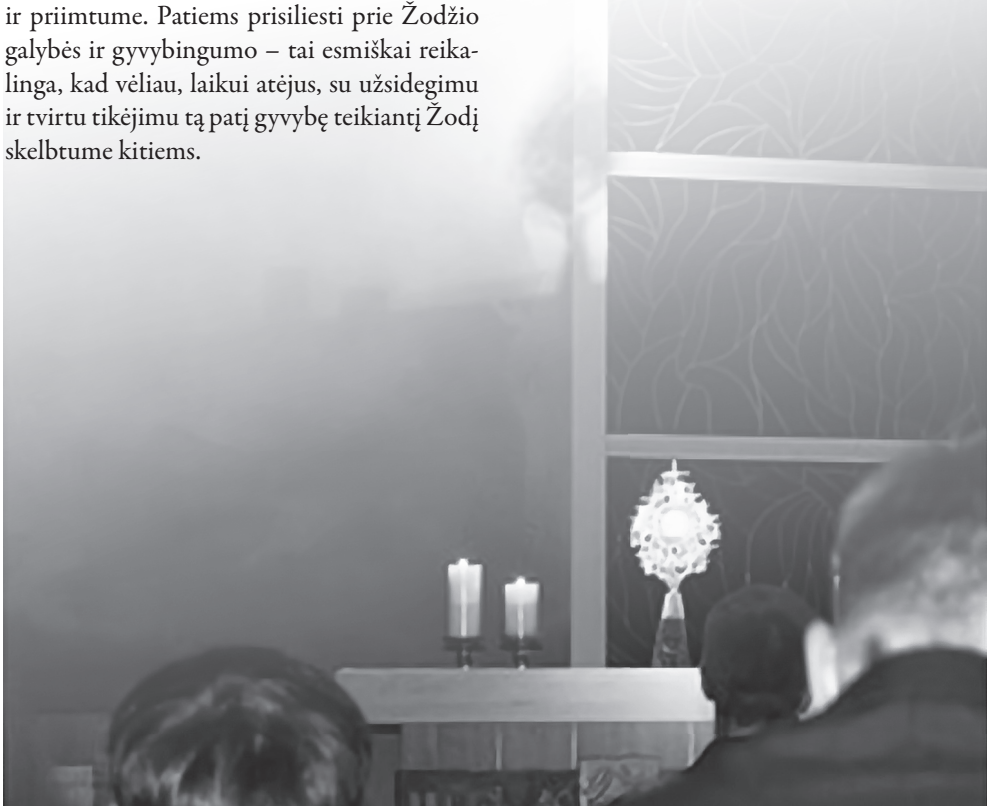 ir priimtume. Patiems prisiliesti prie Žodžio
galybės ir gyvybingumo – tai esmiškai reika-
linga, kad vėliau, laikui atėjus, su užsidegimu
ir tvirtu tikėjimu tą patį gyvybę teikiantį Žodį
skelbtume kitiems.